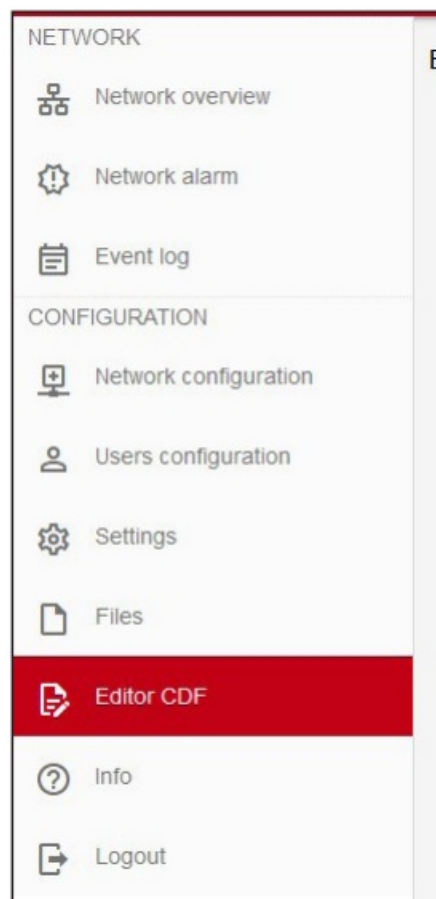 NETWORK
Network overview
Network alarm
Event log
CONFIGURATION
Network configuration
Users configuration
Settings
Files
Editor CDF
Info
Logout